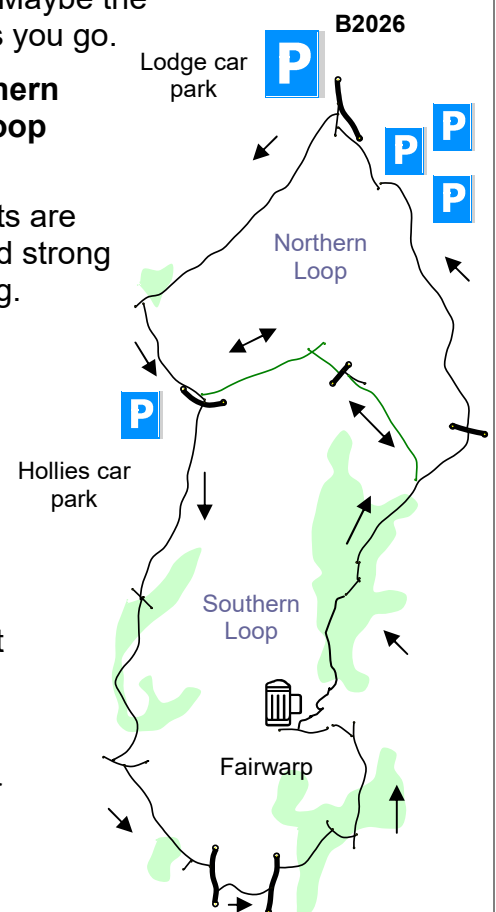 Maybe the
s you go.
B2026
Lodge car
park
P
hern
oop
P
P
P
ts are
d strong
g.
Northern
Loop
P
Hollies car
park
Southern
Loop
t
Fairwarp